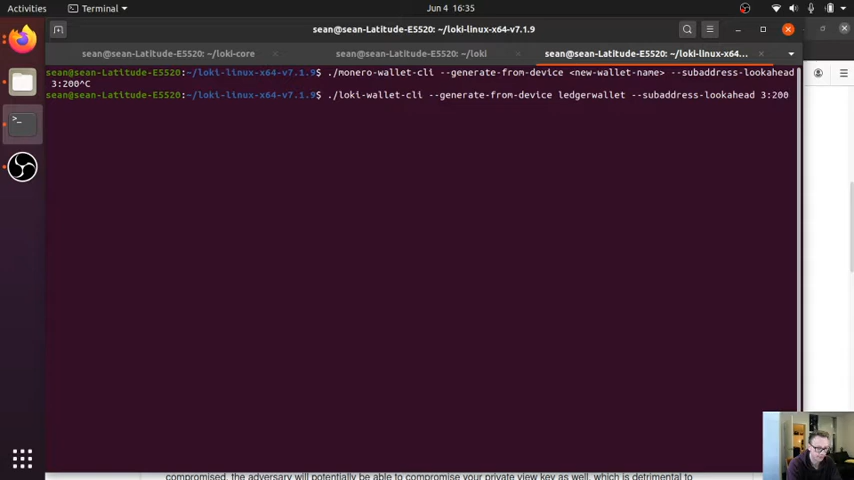 Activities
Terminal
Jun 4 16:35
sean@sean-Latitude-E5520: ~/loki-linux-x64-v7.1.9
sean@sean-Latitude-E5520: ~/loki-core
sean@sean-Latitude-E5520: ~/loki
sean@sean-Latitude-E5520: ~/loki-linux-x64...
sean@sean-Latitude-E5520:~/loki-linux-x64-v7.1.9$ ./monero-wallet-cli --generate-from-device <new-wallet-name> --subaddress-lookahead
3:200^C
sean@sean-Latitude-E5520:~/loki-linux-x64-v7.1.9$ ./loki-wallet-cli --generate-from-device ledgerwallet --subaddress-lookahead 3:200
compromised, the adversary will potentially be able to compromise your private view key as well, which is detrimental to